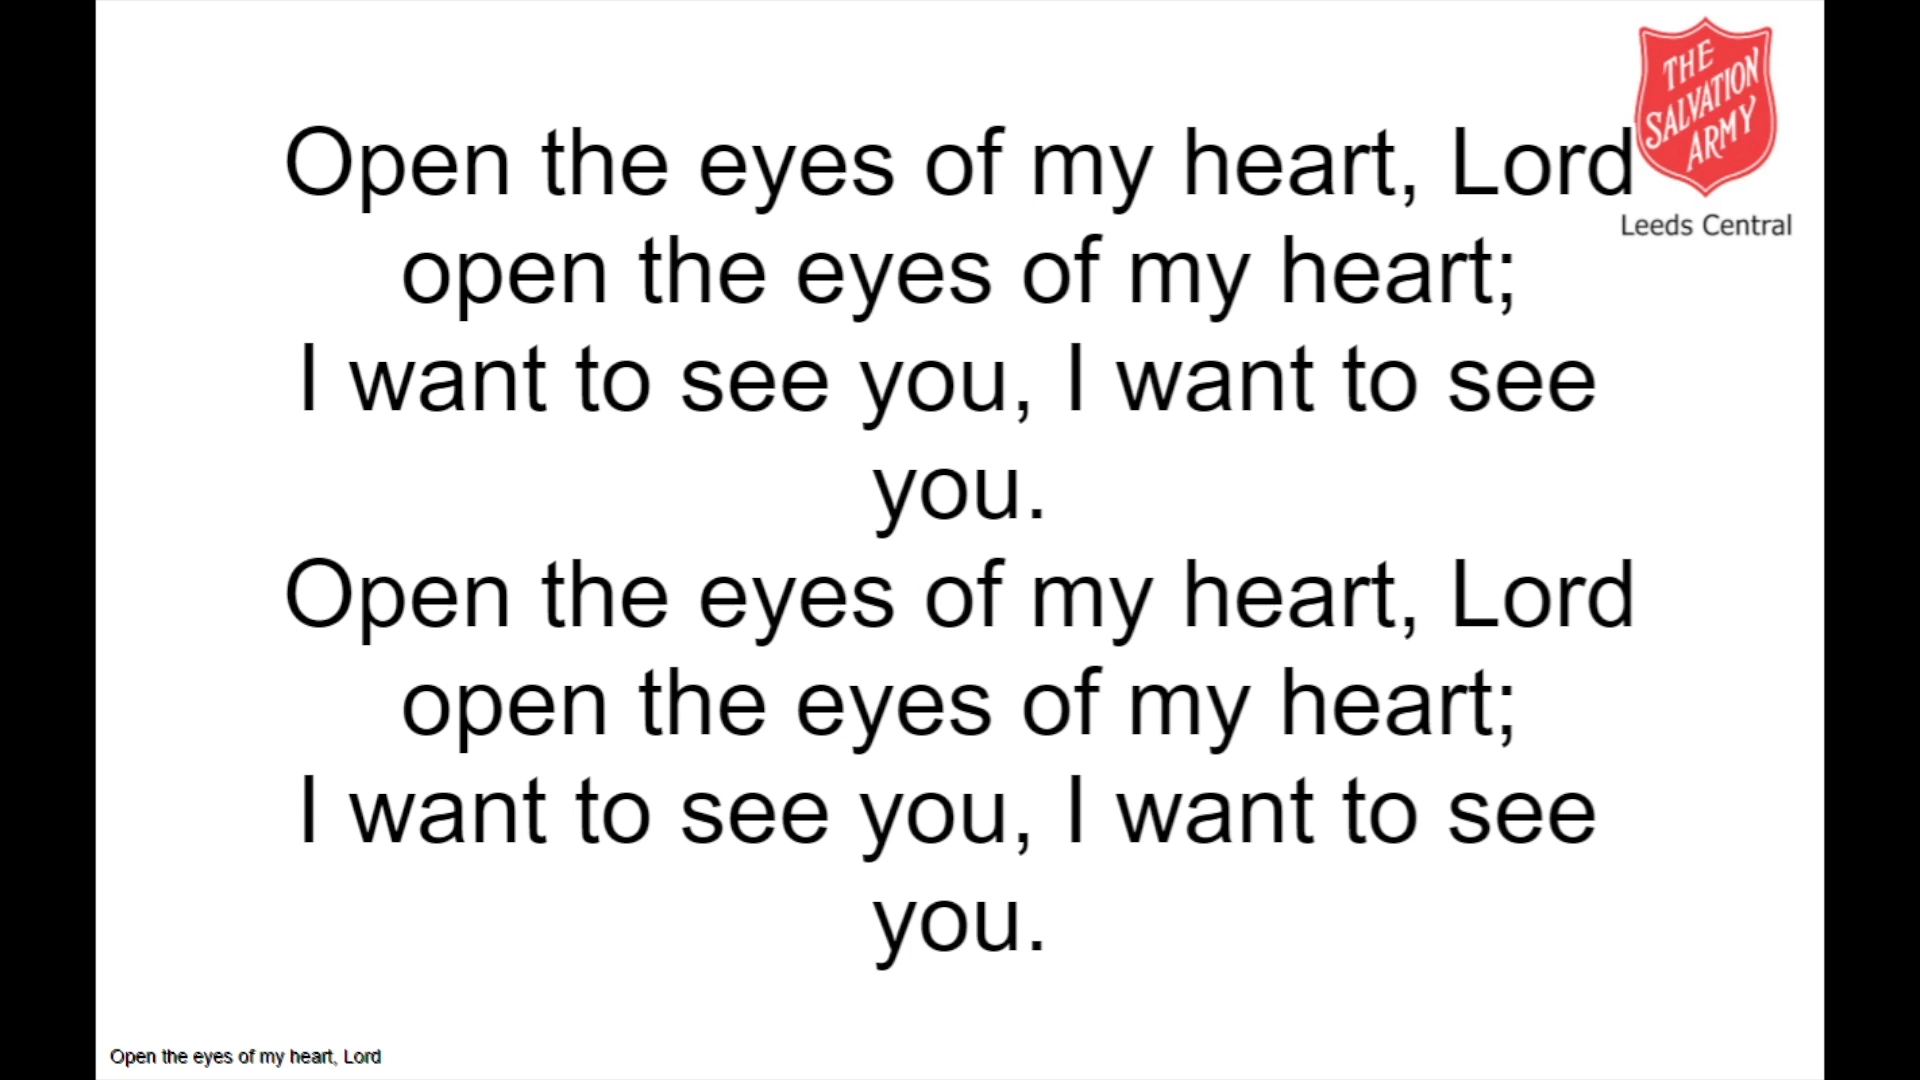 THE
SALVATION
ARMY
Leeds Central
Open the eyes of my heart, Lord
open the eyes of my heart;
I want to see you, I want to see
you.
Open the eyes of my heart, Lord
open the eyes of my heart;
I want to see you, I want to see
you.
Open the eyes of my heart, Lord